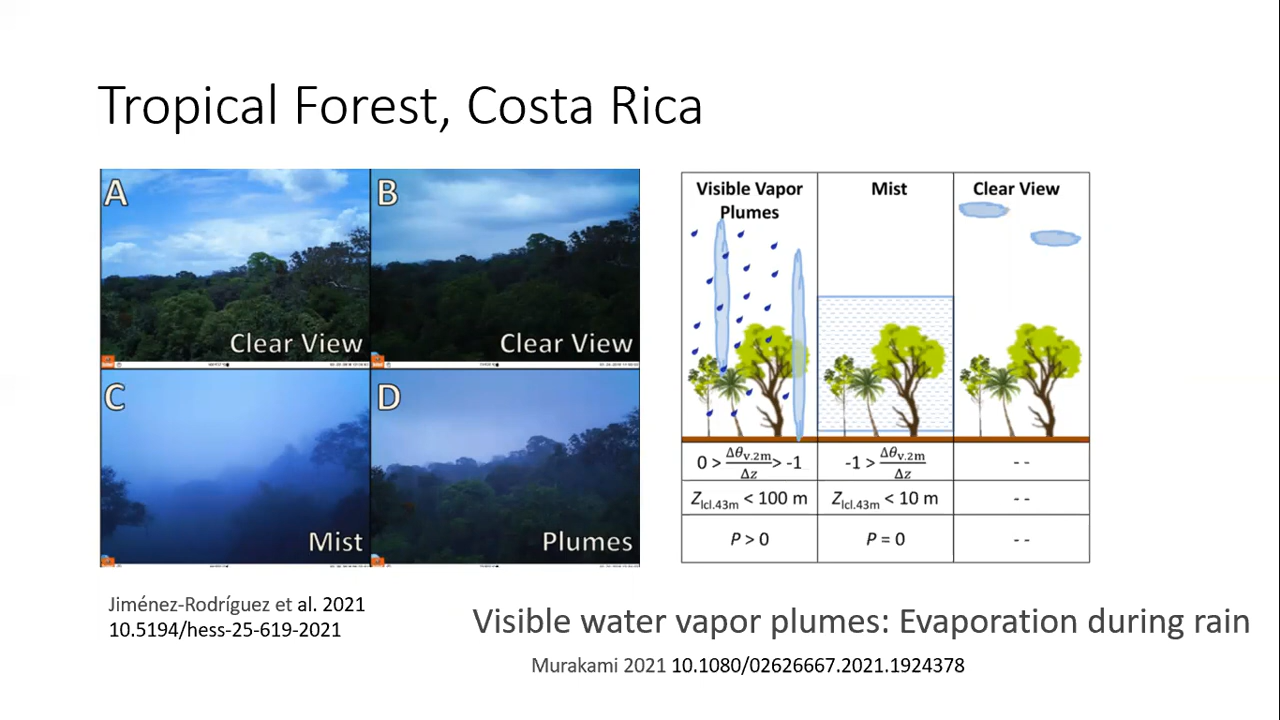 Tropical Forest, Costa Rica
A
Clear View
B
Clear View
C
Mist
D
Plumes
Visible Vapor
Plumes
Mist
Clear View
0 > Δθv.2m/Δz > -1
-1 > Δθv.2m/Δz
- -
Zlcl.43m < 100 m
Zlcl.43m < 10 m
- -
P > 0
P = 0
- -
Jiménez-Rodríguez et al. 2021
10.5194/hess-25-619-2021
Visible water vapor plumes: Evaporation during rain
Murakami 2021 10.1080/02626667.2021.1924378